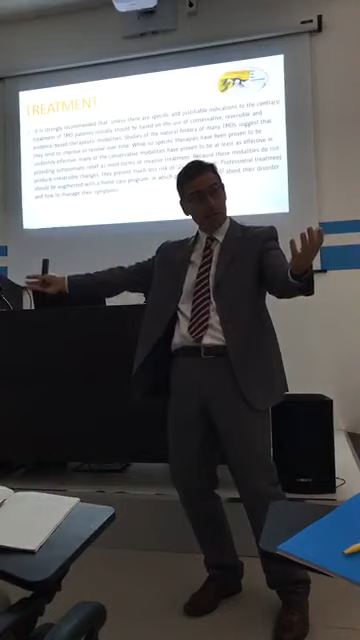 TREATMENT
It is strongly recommended that, unless there are specific and justifiable indications to the contrary
treatment of TMD patients initially should be based on the use of conservative, reversible and
evidence-based therapeutic modalities. Studies of the natural history of many TMDs suggest that
they tend to improve or resolve over time. While no specific therapies have been proven to be
uniformly effective, many of the conservative modalities have proven to be at least as effective in
providing symptomatic relief as most forms of invasive treatment. Because these modalities do not
produce irreversible changes, they present much less risk of Professional treatment
should be augmented with a home care program, in which about their disorder
and how to manage their symptoms.